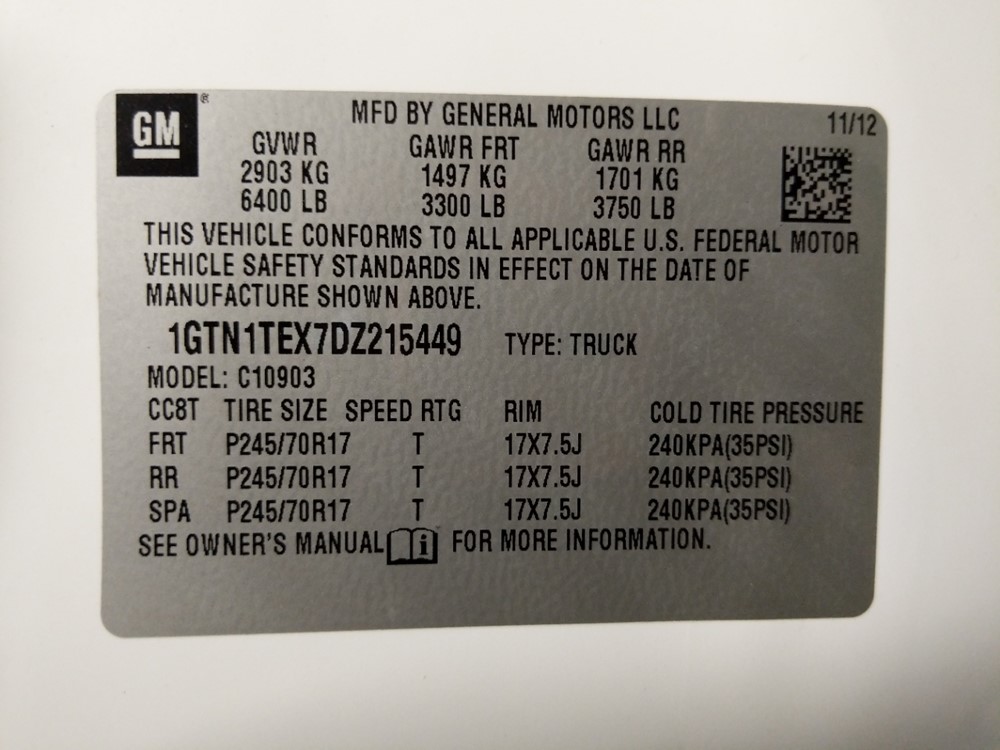 GM®
MFD BY GENERAL MOTORS LLC 11/12
GVWR GAWR FRT GAWR RR
2903 KG 1497 KG 1701 KG
6400 LB 3300 LB 3750 LB
THIS VEHICLE CONFORMS TO ALL APPLICABLE U.S. FEDERAL MOTOR
VEHICLE SAFETY STANDARDS IN EFFECT ON THE DATE OF
MANUFACTURE SHOWN ABOVE.
1GTN1TEX7DZ215449 TYPE: TRUCK
MODEL: C10903
CC8T TIRE SIZE SPEED RTG RIM COLD TIRE PRESSURE
FRT P245/70R17 T 17X7.5J 240KPA(35PSI)
RR P245/70R17 T 17X7.5J 240KPA(35PSI)
SPA P245/70R17 T 17X7.5J 240KPA(35PSI)
SEE OWNER'S MANUAL i FOR MORE INFORMATION.